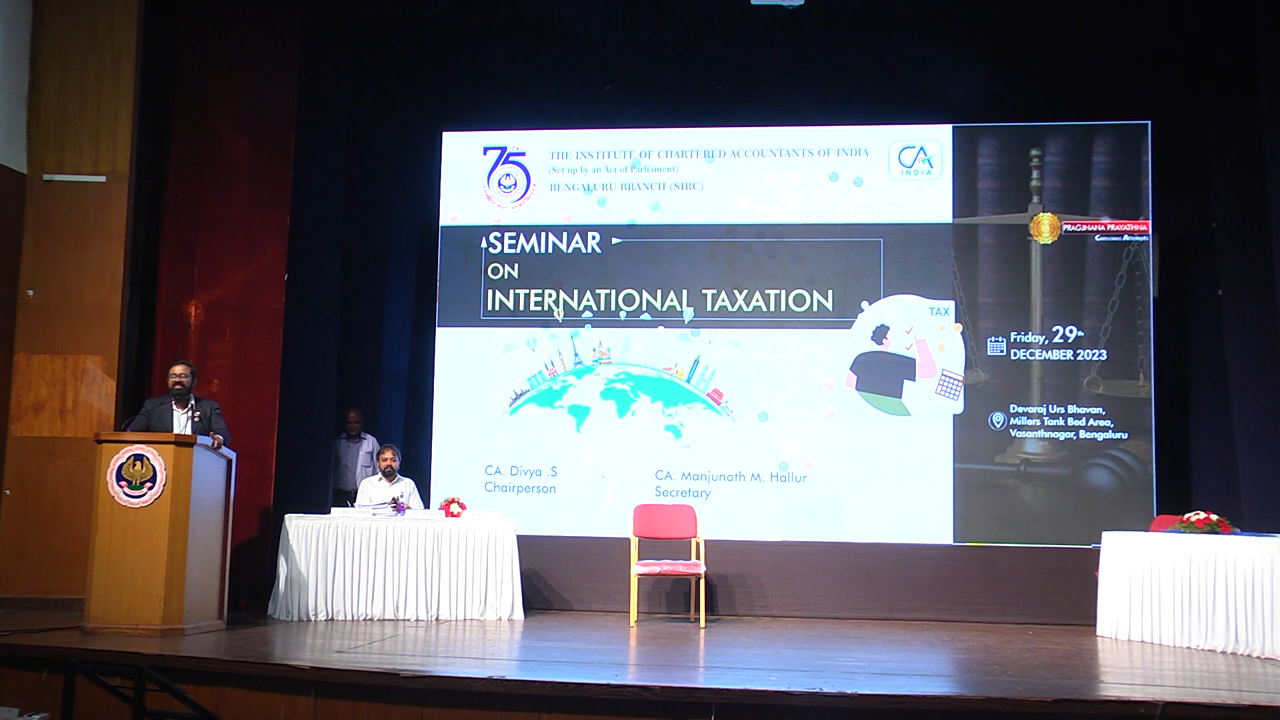 75
THE INSTITUTE OF CHARTERED ACCOUNTANTS OF INDIA
(Set up by an Act of Parliament)
BENGALURU BRANCH (SIRC)
CA
INDIA
PRAGJNANA PRAYATHNA
Conscious Attempts
SEMINAR
ON
INTERNATIONAL TAXATION
TAX
Friday, 29th
DECEMBER 2023
Devaraj Urs Bhavan,
Millers Tank Bed Area,
Vasanthnagar, Bengaluru
CA. Divya .S
Chairperson
CA. Manjunath M. Hallur
Secretary